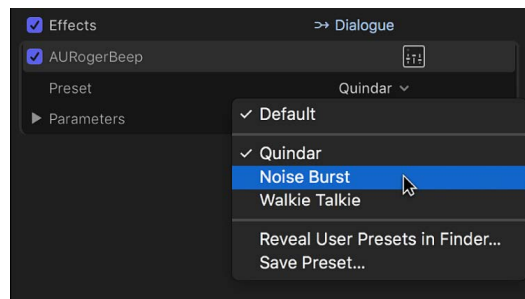 Effects
Dialogue
AURogerBeep
Preset
Quindar
Parameters
Default
Quindar
Noise Burst
Walkie Talkie
Reveal User Presets in Finder...
Save Preset...